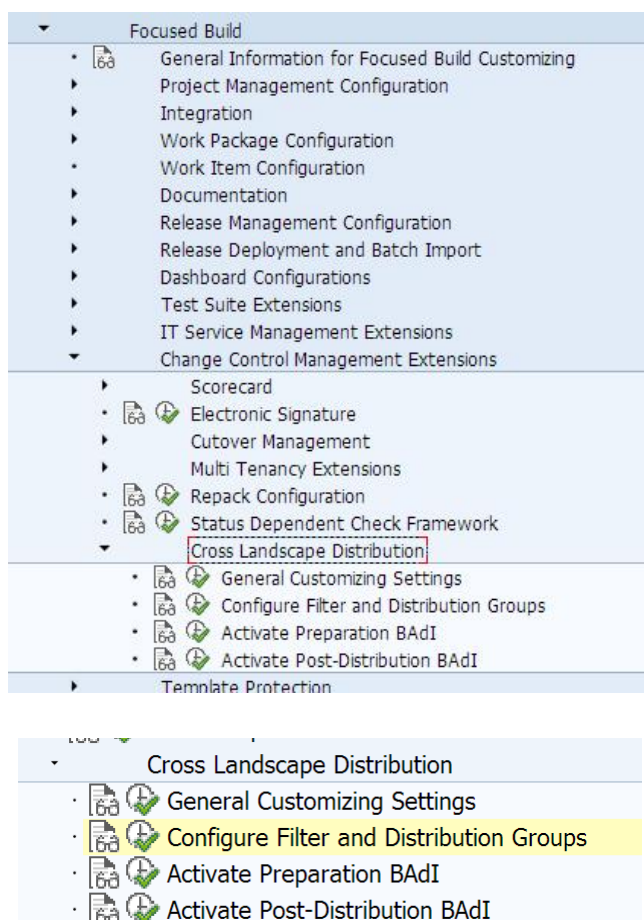 Focused Build
General Information for Focused Build Customizing
Project Management Configuration
Integration
Work Package Configuration
Work Item Configuration
Documentation
Release Management Configuration
Release Deployment and Batch Import
Dashboard Configurations
Test Suite Extensions
IT Service Management Extensions
Change Control Management Extensions
Scorecard
Electronic Signature
Cutover Management
Multi Tenancy Extensions
Repack Configuration
Status Dependent Check Framework
Cross Landscape Distribution
General Customizing Settings
Configure Filter and Distribution Groups
Activate Preparation BAdI
Activate Post-Distribution BAdI
Template Protection
Cross Landscape Distribution
General Customizing Settings
Configure Filter and Distribution Groups
Activate Preparation BAdI
Activate Post-Distribution BAdI